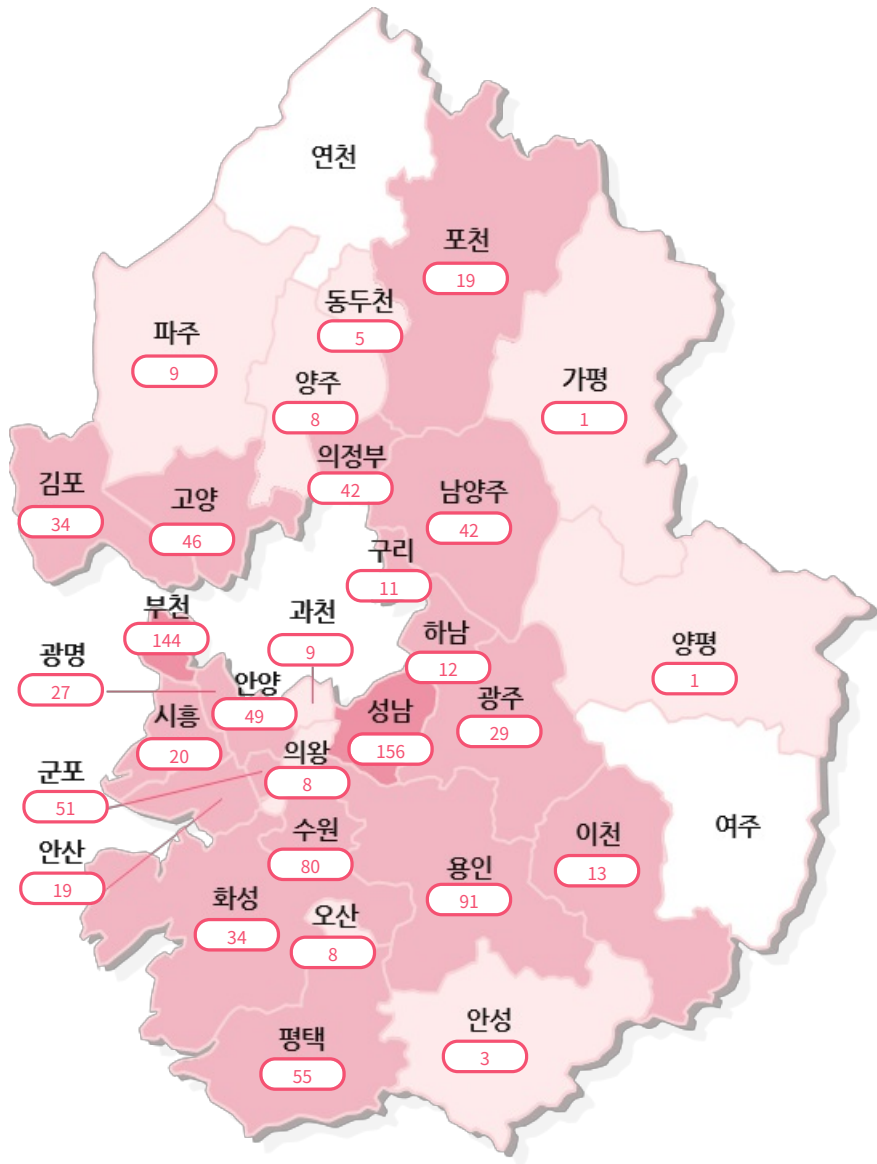 연천
포천
19
동두천
5
파주
9
양주
8
가평
1
의정부
42
김포
34
고양
46
남양주
42
구리
11
부천
144
과천
9
하남
12
양평
1
광명
27
안양
49
시흥
20
성남
156
광주
29
의왕
8
군포
51
수원
80
이천
13
여주
안산
19
용인
91
화성
34
오산
8
안성
3
평택
55